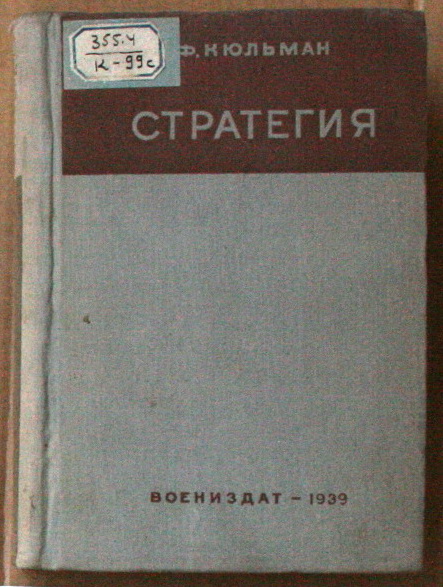 355.4
К-99с
Ф. КЮЛЬМАН
СТРАТЕГИЯ
ВОЕНИЗДАТ – 1939